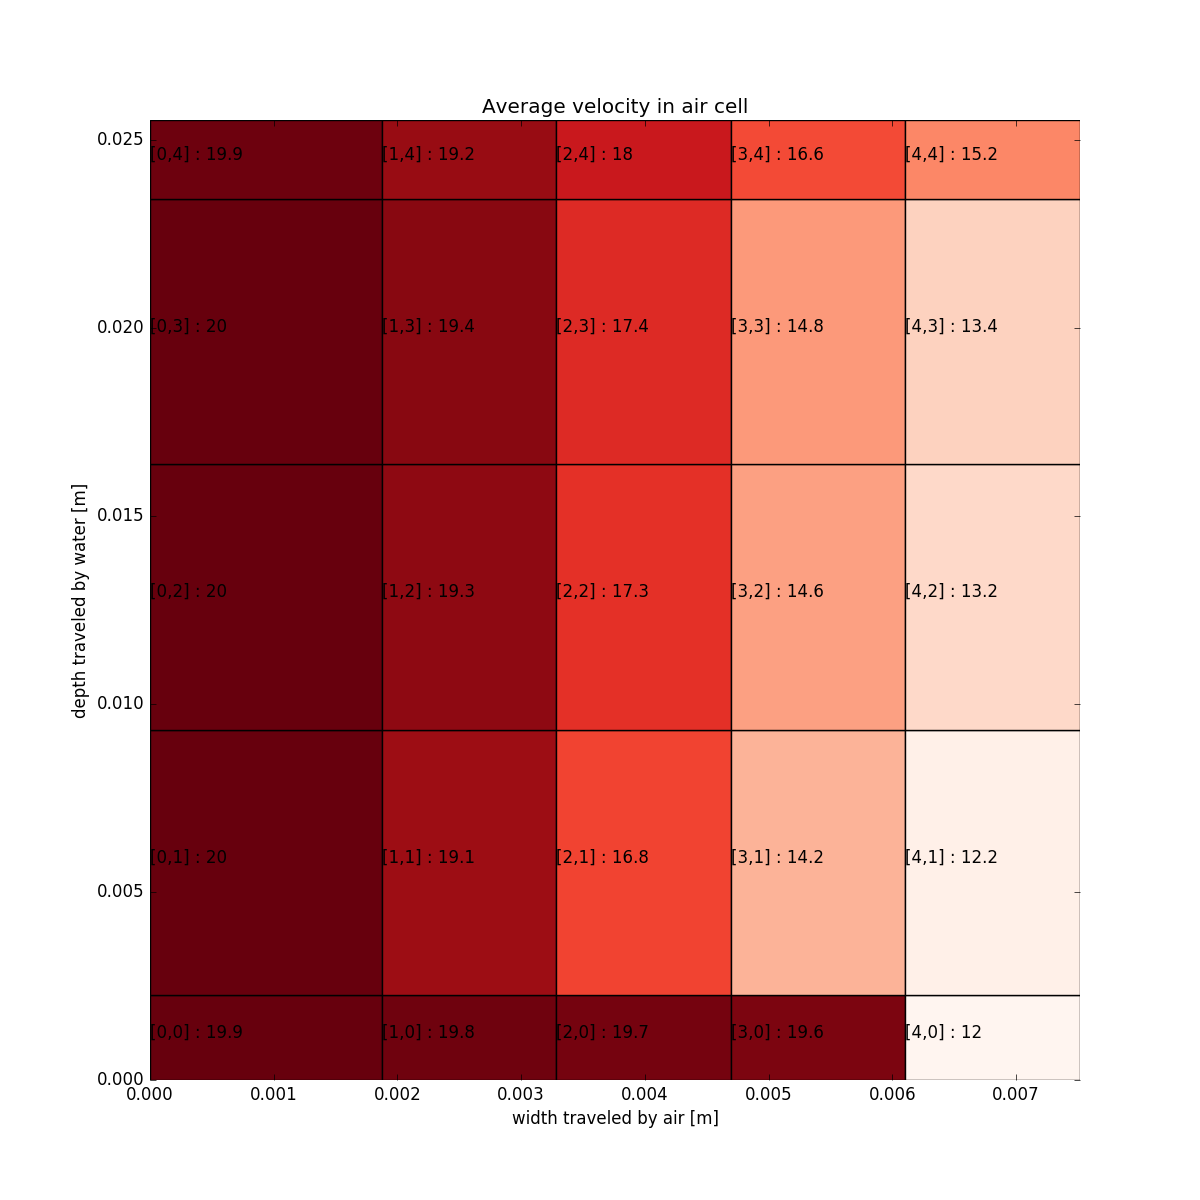 Average velocity in air cell
0.025
[0,4] : 19.9 [1,4] : 19.2 [2,4] : 18 [3,4] : 16.6 [4,4] : 15.2
0.020
[0,3] : 20 [1,3] : 19.4 [2,3] : 17.4 [3,3] : 14.8 [4,3] : 13.4
0.015
[0,2] : 20 [1,2] : 19.3 [2,2] : 17.3 [3,2] : 14.6 [4,2] : 13.2
depth traveled by water [m]
0.010
[0,1] : 20 [1,1] : 19.1 [2,1] : 16.8 [3,1] : 14.2 [4,1] : 12.2
0.005
[0,0] : 19.9 [1,0] : 19.8 [2,0] : 19.7 [3,0] : 19.6 [4,0] : 12
0.000
0.000 0.001 0.002 0.003 0.004 0.005 0.006 0.007
width traveled by air [m]